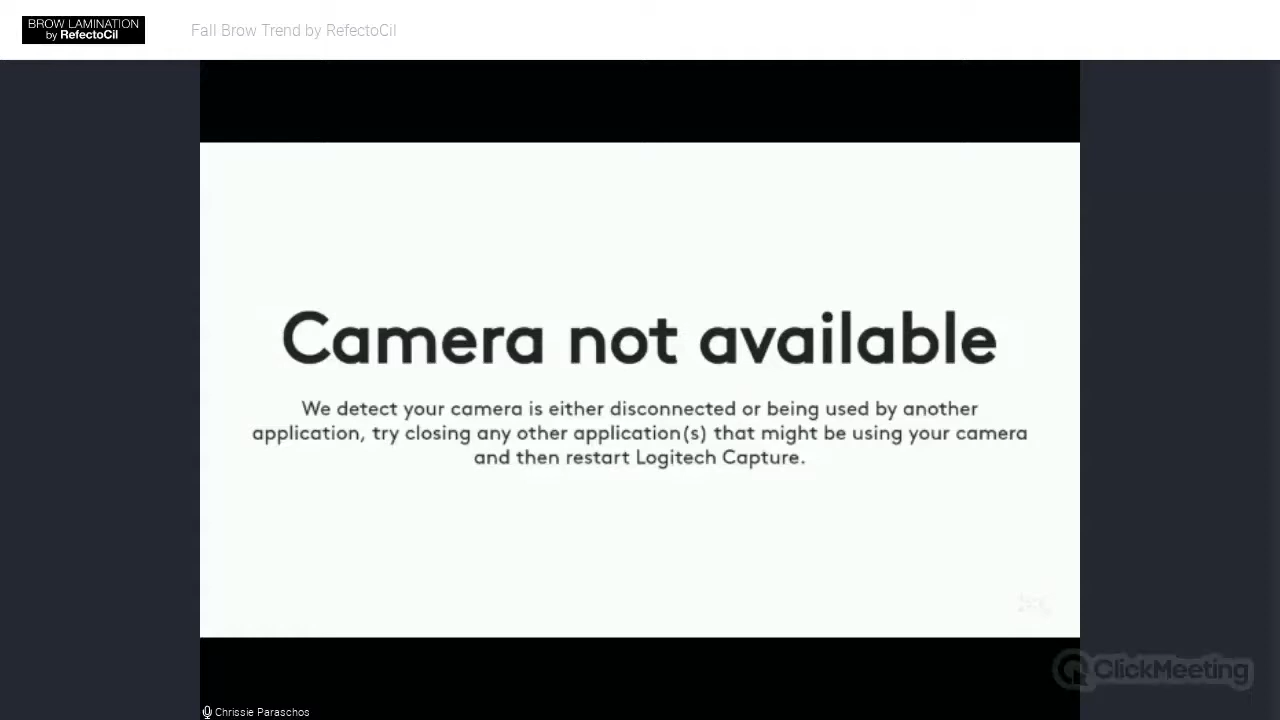 BROW LAMINATION
by RefectoCil
Fall Brow Trend by RefectoCil
Camera not available
We detect your camera is either disconnected or being used by another
application, try closing any other application(s) that might be using your camera
and then restart Logitech Capture.
ClickMeeting
Chrissie Paraschos